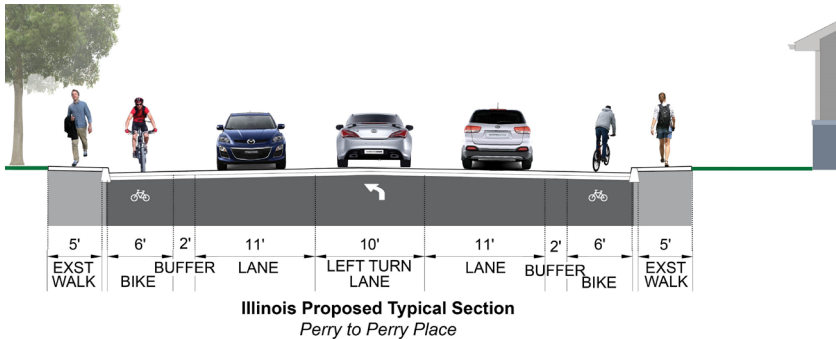 5' 6' 2' 11' 10' 11' 2' 6' 5'
EXST WALK
BIKE
BUFFER
LANE
LEFT TURN LANE
LANE
BUFFER
BIKE
EXST WALK
Illinois Proposed Typical Section
Perry to Perry Place